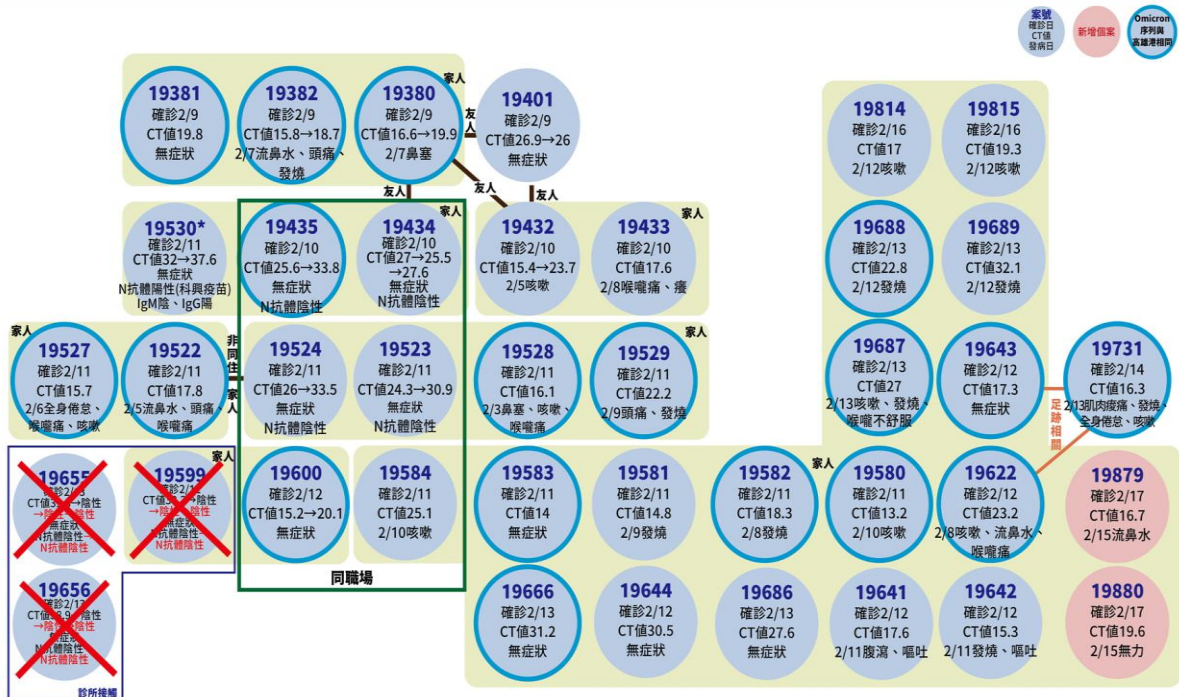 案號
確診日
CT值
發病日
新增個案
Omicron
序列與
高雄港相同
家人
19381
確診2/9
CT值19.8
無症狀
19382
確診2/9
CT值15.8→18.7
2/7流鼻水、頭痛、
發燒
19380
確診2/9
CT值16.6→19.9
2/7鼻塞
友人
19401
確診2/9
CT值26.9→26
無症狀
友人
友人
友人
19530*
確診2/11
CT值32→37.6
無症狀
N抗體陽性(科興疫苗)
IgM陰、IgG陽
19435
確診2/10
CT值25.6→33.8
無症狀
N抗體陰性
家人
19434
確診2/10
CT值27→25.5
→27.6
無症狀
N抗體陰性
19432
確診2/10
CT值15.4→23.7
2/5咳嗽
家人
19433
確診2/10
CT值17.6
2/8喉嚨痛、癢
19814
確診2/16
CT值17
2/12咳嗽
19815
確診2/16
CT值19.3
2/12咳嗽
19688
確診2/13
CT值22.8
2/12發燒
19689
確診2/13
CT值32.1
2/12發燒
家人
19527
確診2/11
CT值15.7
2/6全身倦怠、
喉嚨痛、咳嗽
19522
確診2/11
CT值17.8
2/5流鼻水、頭痛、
喉嚨痛
非同住
家人
19524
確診2/11
CT值26→33.5
無症狀
N抗體陰性
19523
確診2/11
CT值24.3→30.9
無症狀
N抗體陰性
19528
確診2/11
CT值16.1
2/3鼻塞、咳嗽、
喉嚨痛
家人
19529
確診2/11
CT值22.2
2/9頭痛、發燒
19687
確診2/13
CT值27
2/13咳嗽、發燒、
喉嚨不舒服
19643
確診2/12
CT值17.3
無症狀
19731
確診2/14
CT值16.3
2/13肌肉痠痛、發燒、
全身倦怠、咳嗽
足跡相關
19655
→陰性
無症狀
N抗體陰性
N抗體陰性
家人
19599
→陰性
19600
確診2/12
CT值15.2→20.1
無症狀
19584
確診2/11
CT值25.1
2/10咳嗽
同職場
19583
確診2/11
CT值14
無症狀
19581
確診2/11
CT值14.8
2/9發燒
19582
確診2/11
CT值18.3
2/8發燒
家人
19580
確診2/11
CT值13.2
2/10咳嗽
19622
確診2/12
CT值23.2
2/8咳嗽、流鼻水、
喉嚨痛
19879
確診2/17
CT值16.7
2/15流鼻水
19656
無症狀
N抗體陰性
N抗體陰性
診所接觸
19666
確診2/13
CT值31.2
無症狀
19644
確診2/12
CT值30.5
無症狀
19686
確診2/13
CT值27.6
無症狀
19641
確診2/12
CT值17.6
2/11腹瀉、嘔吐
19642
確診2/12
CT值15.3
2/11發燒、嘔吐
19880
確診2/17
CT值19.6
2/15無力